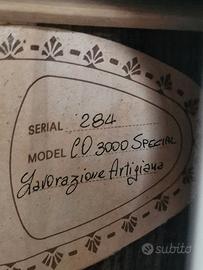 SERIAL 284
MODEL CD 3000 SPECIAL
Lavorazione Artigiana
subito